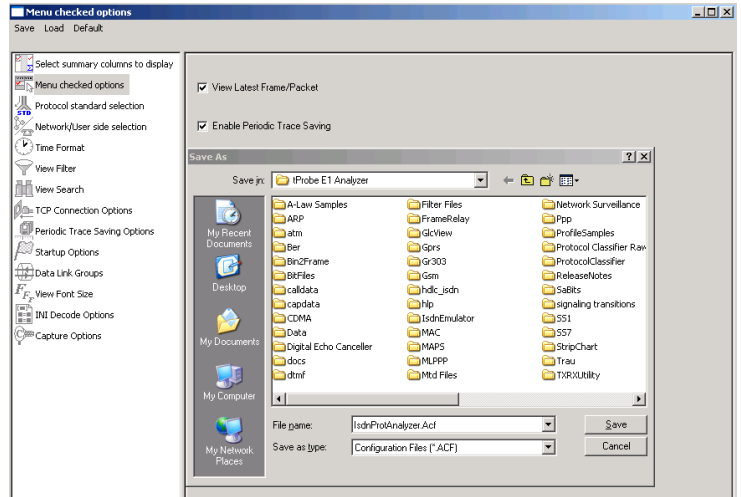 Menu checked options
Save Load Default
Select summary columns to display
Menu checked options
Protocol standard selection
STD
Network/User side selection
Time Format
View Filter
View Search
TCP Connection Options
Periodic Trace Saving Options
Startup Options
Data Link Groups
View Font Size
INI Decode Options
Capture Options
View Latest Frame/Packet
Enable Periodic Trace Saving
Save As
Save in: tProbe E1 Analyzer
My Recent Documents
Desktop
My Documents
My Computer
My Network Places
A-Law Samples
ARP
atm
Ber
Bin2Frame
BitFiles
calldata
capdata
CDMA
Data
Digital Echo Canceller
docs
dtmf
Filter Files
FrameRelay
GlcView
Gprs
Gr303
Gsm
hdlc_isdn
hlp
IsdnEmulator
MAC
MAPS
MLPPP
Mtd Files
Network Surveillance
Ppp
ProfileSamples
Protocol Classifier Raw
ProtocolClassifier
ReleaseNotes
SaBits
signaling transitions
SS1
SS7
StripChart
Trau
TXRXUtility
File name: IsdnProtAnalyzer.Acf Save
Save as type: Configuration Files (*.ACF) Cancel